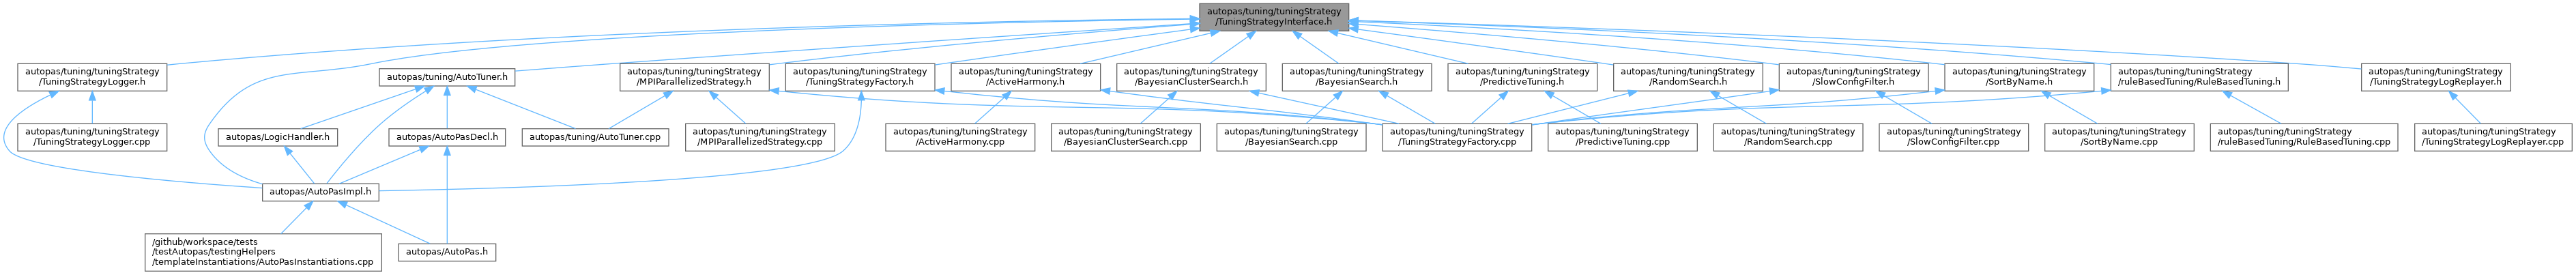 autopas/tuning/tuningStrategy
/TuningStrategyInterface.h
autopas/tuning/tuningStrategy
/TuningStrategyLogger.h
autopas/tuning/AutoTuner.h
autopas/tuning/tuningStrategy
/MPIParallelizedStrategy.h
autopas/tuning/tuningStrategy
/TuningStrategyFactory.h
autopas/tuning/tuningStrategy
/ActiveHarmony.h
autopas/tuning/tuningStrategy
/BayesianClusterSearch.h
autopas/tuning/tuningStrategy
/BayesianSearch.h
autopas/tuning/tuningStrategy
/PredictiveTuning.h
autopas/tuning/tuningStrategy
/RandomSearch.h
autopas/tuning/tuningStrategy
/SlowConfigFilter.h
autopas/tuning/tuningStrategy
/SortByName.h
autopas/tuning/tuningStrategy
/ruleBasedTuning/RuleBasedTuning.h
autopas/tuning/tuningStrategy
/TuningStrategyLogReplayer.h
autopas/tuning/tuningStrategy
/TuningStrategyLogger.cpp
autopas/LogicHandler.h
autopas/AutoPasDecl.h
autopas/tuning/AutoTuner.cpp
autopas/tuning/tuningStrategy
/MPIParallelizedStrategy.cpp
autopas/tuning/tuningStrategy
/ActiveHarmony.cpp
autopas/tuning/tuningStrategy
/BayesianClusterSearch.cpp
autopas/tuning/tuningStrategy
/BayesianSearch.cpp
autopas/tuning/tuningStrategy
/TuningStrategyFactory.cpp
autopas/tuning/tuningStrategy
/PredictiveTuning.cpp
autopas/tuning/tuningStrategy
/RandomSearch.cpp
autopas/tuning/tuningStrategy
/SlowConfigFilter.cpp
autopas/tuning/tuningStrategy
/SortByName.cpp
autopas/tuning/tuningStrategy
/ruleBasedTuning/RuleBasedTuning.cpp
autopas/tuning/tuningStrategy
/TuningStrategyLogReplayer.cpp
autopas/AutoPasImpl.h
/github/workspace/tests
/testAutopas/testingHelpers
/templateInstantiations/AutoPasInstantiations.cpp
autopas/AutoPas.h